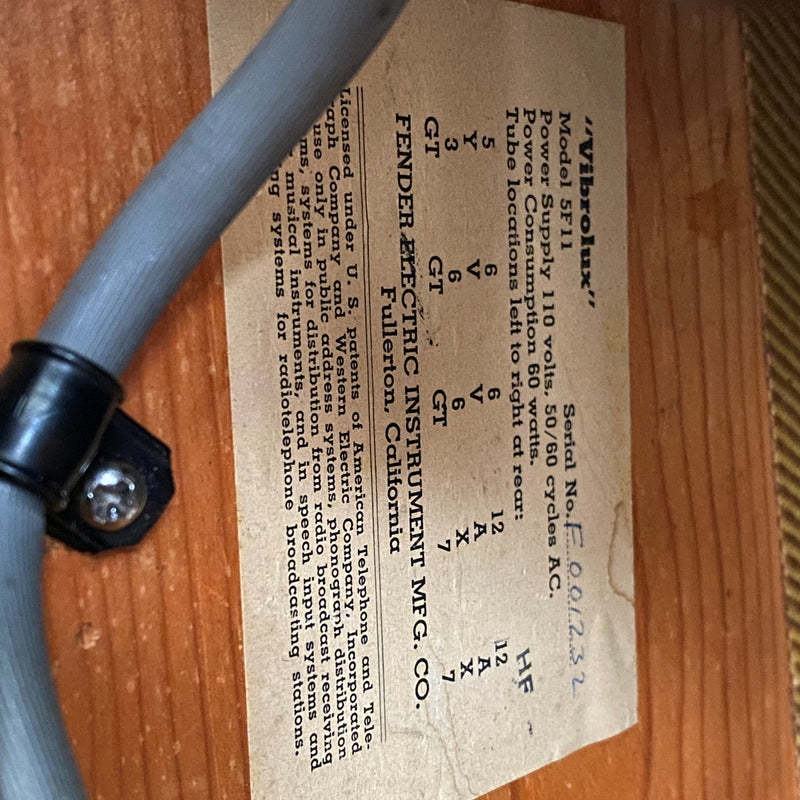 "Vibrolux"
Model 5F11 Serial No. F001232
Power Supply 110 volts, 50/60 cycles AC.
Power Consumption 60 watts.
Tube locations left to right at rear:
HF
5 6 6 12 12
Y V V A A
3 6 6 X X
GT GT GT 7 7
FENDER ELECTRIC INSTRUMENT MFG. CO.
Fullerton, California
Licensed under U. S. patents of American Telephone and Tele-
graph Company and Western Electric Company, Incorporated
use only in public address systems, phonograph distribution
systems for distribution from radio broadcast receiving
musical instruments, and in speech input systems and
systems for radiotelephone broadcasting stations.